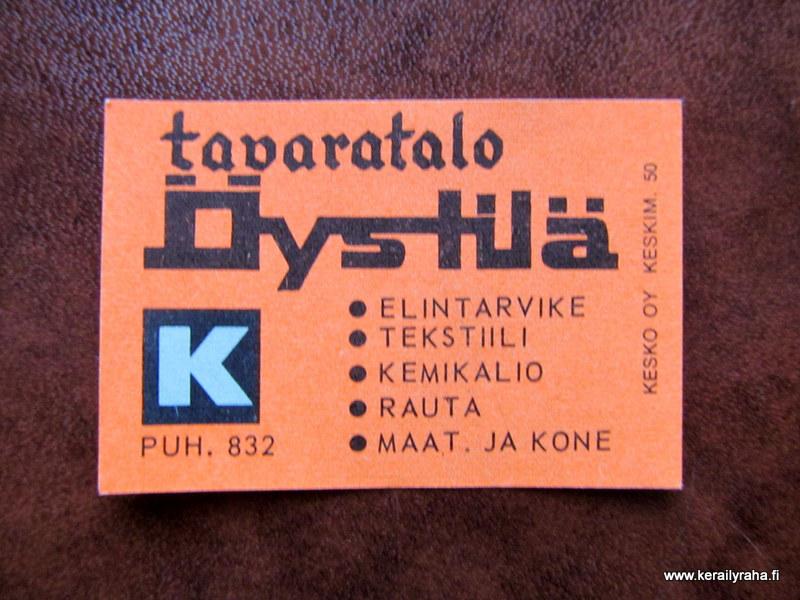 tavaratalo
Öystilä
K
PUH. 832
● ELINTARVIKE
● TEKSTIILI
● KEMIKALIO
● RAUTA
● MAAT. JA KONE
KESKO OY KESKIM. 50
www.kerailyraha.fi